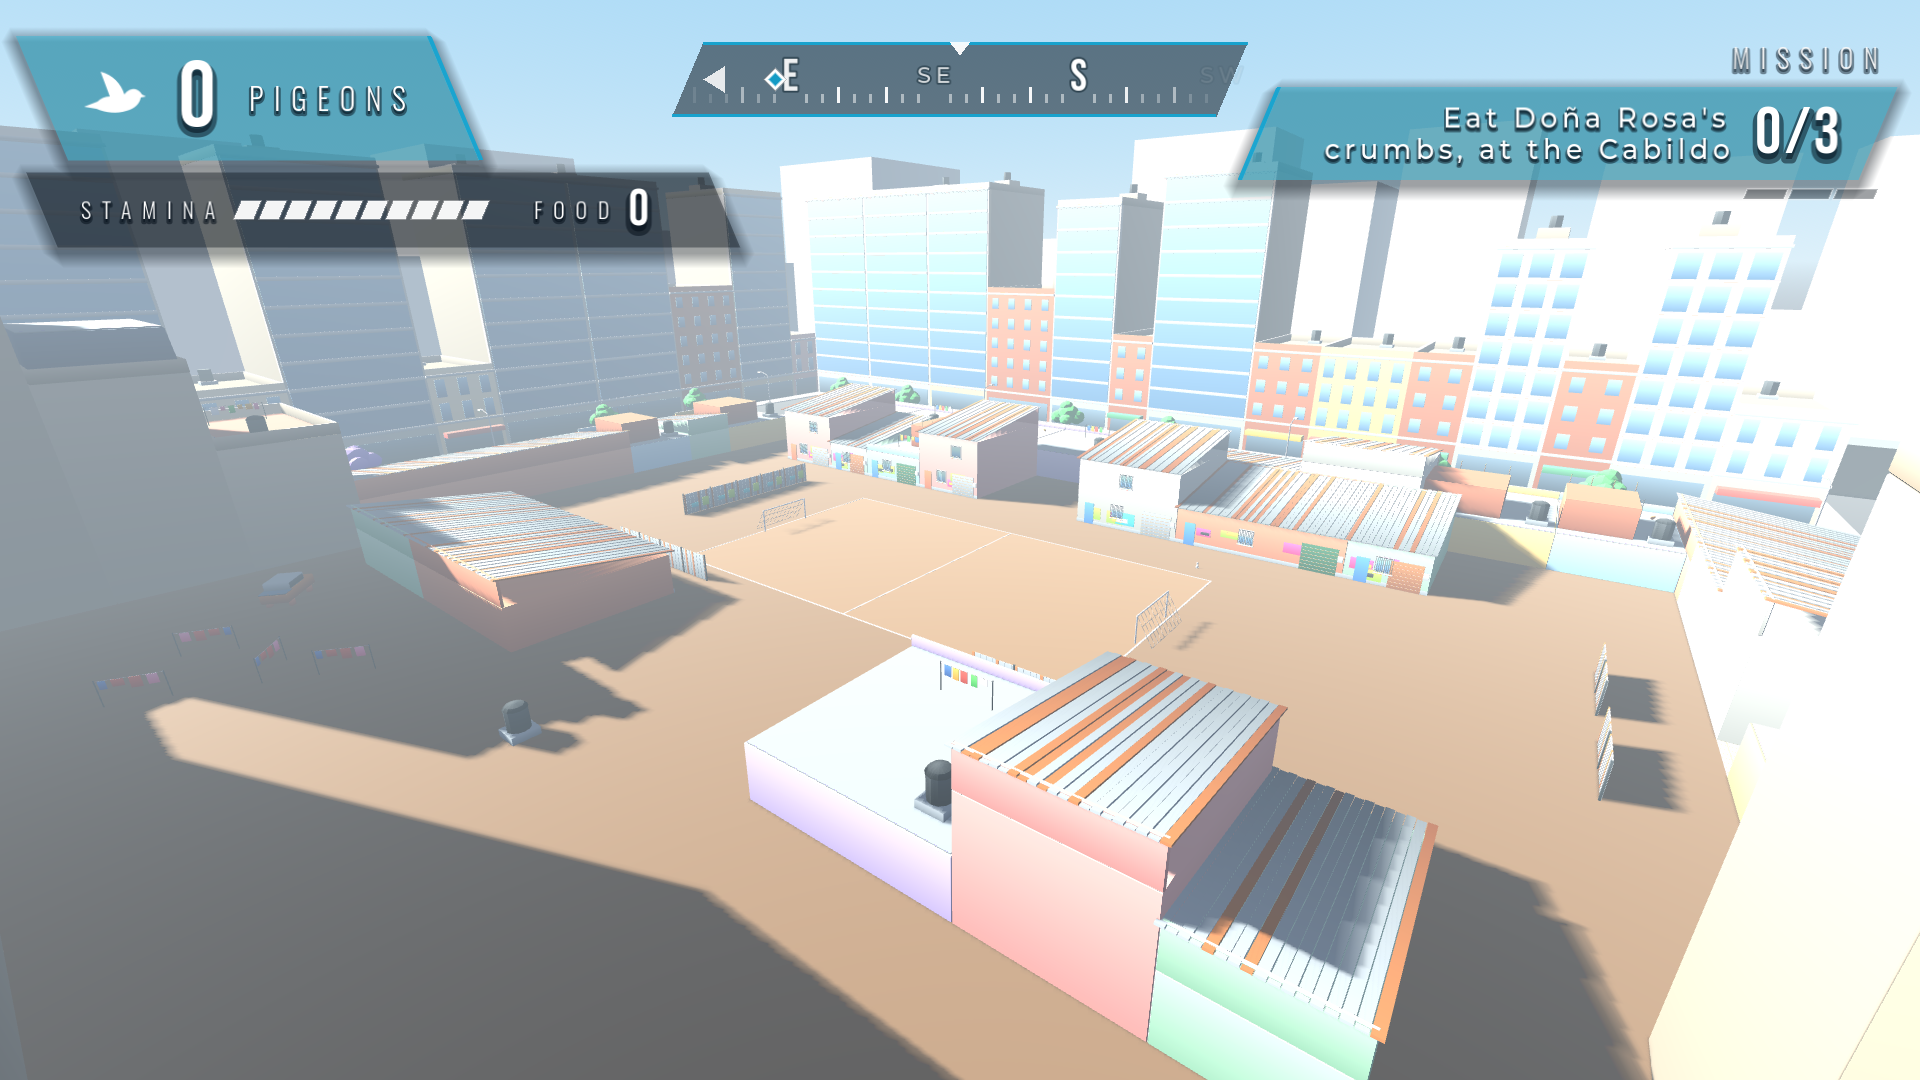 0 PIGEONS
STAMINA FOOD 0
E SE S SW
MISSION
Eat Doña Rosa's
crumbs, at the Cabildo 0/3